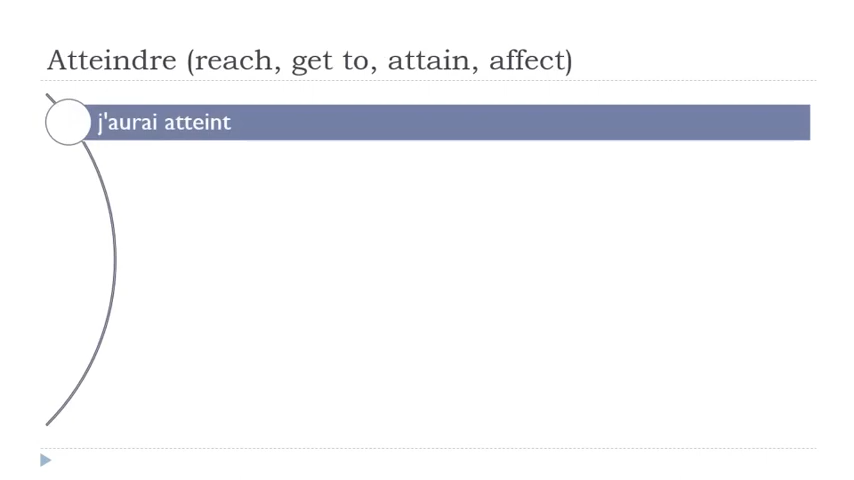 Atteindre (reach, get to, attain, affect)
j'aurai atteint